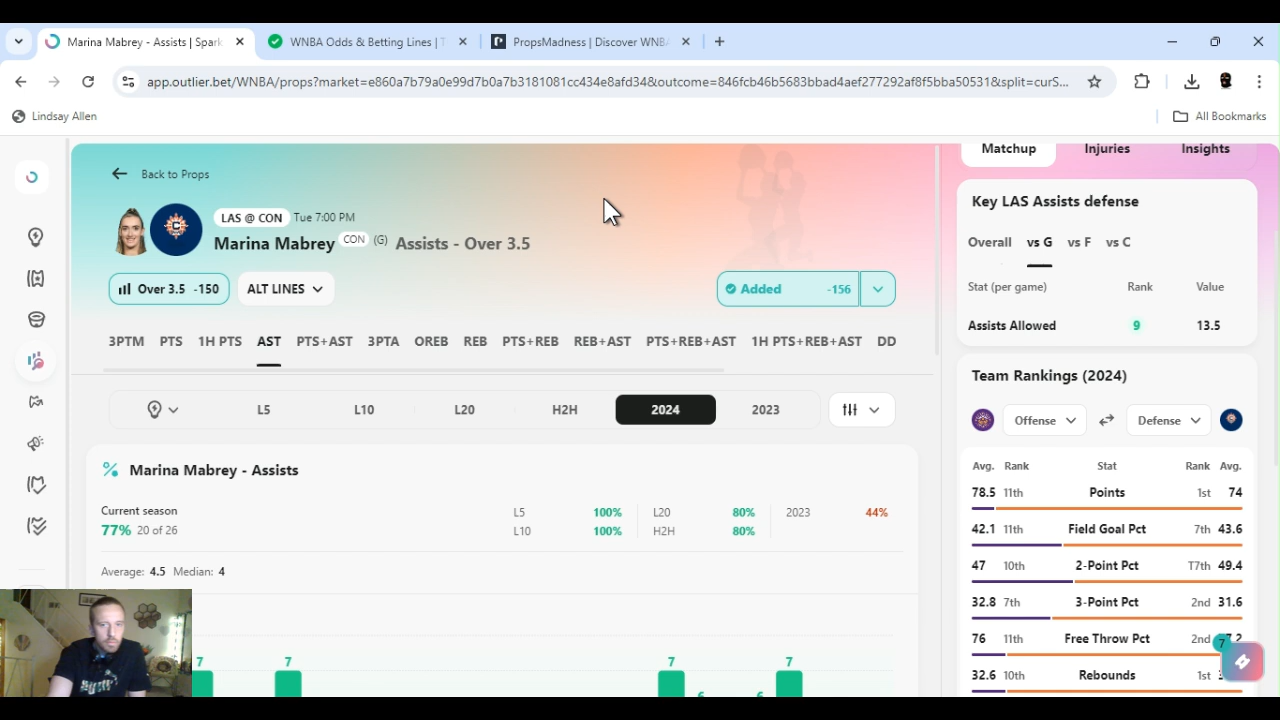 Marina Mabrey - Assists | Spark
WNBA Odds & Betting Lines | T
PropsMadness | Discover WNB
app.outlier.bet/WNBA/props?market=e860a7b79a0e99d7b0a7b3181081cc434e8afd34&outcome=846fcb46b5683bbad4aef277292af8f5bba50531&split=curS...
Lindsay Allen
All Bookmarks
Back to Props
LAS @ CON Tue 7:00 PM
Marina Mabrey CON (G) Assists - Over 3.5
Over 3.5 -150
ALT LINES
Added -156
3PTM PTS 1H PTS AST PTS+AST 3PTA OREB REB PTS+REB REB+AST PTS+REB+AST 1H PTS+REB+AST DD
L5 L10 L20 H2H 2024 2023
Marina Mabrey - Assists
Current season
77% 20 of 26
L5 100% L20 80% 2023 44%
L10 100% H2H 80%
Average: 4.5 Median: 4
7 7 7 7
Matchup Injuries Insights
Key LAS Assists defense
Overall vs G vs F vs C
Stat (per game) Rank Value
Assists Allowed 9 13.5
Team Rankings (2024)
Offense Defense
Avg. Rank Stat Rank Avg.
78.5 11th Points 1st 74
42.1 11th Field Goal Pct 7th 43.6
47 10th 2-Point Pct T7th 49.4
32.8 7th 3-Point Pct 2nd 31.6
76 11th Free Throw Pct 2nd
7
32.6 10th Rebounds 1st